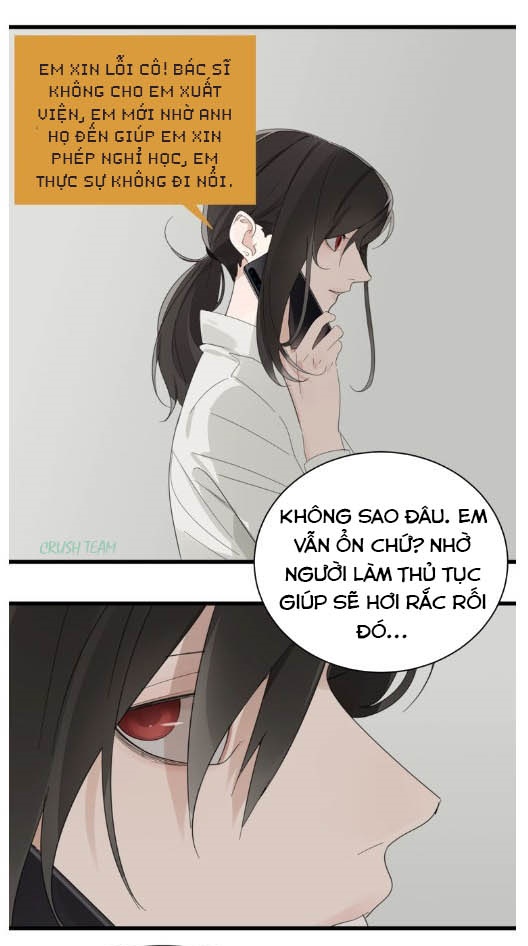 EM XIN LỖI CÔ! BÁC SĨ
KHÔNG CHO EM XUẤT
VIỆN, EM MỚI NHỜ ANH
HỌ ĐẾN GIÚP EM XIN
PHÉP NGHỈ HỌC, EM
THỰC SỰ KHÔNG ĐI NỔI.
KHÔNG SAO ĐÂU. EM
VẪN ỔN CHỨ? NHỜ
NGƯỜI LÀM THỦ TỤC
GIÚP SẼ HƠI RẮC RỐI
ĐÓ...
CRUSH TEAM